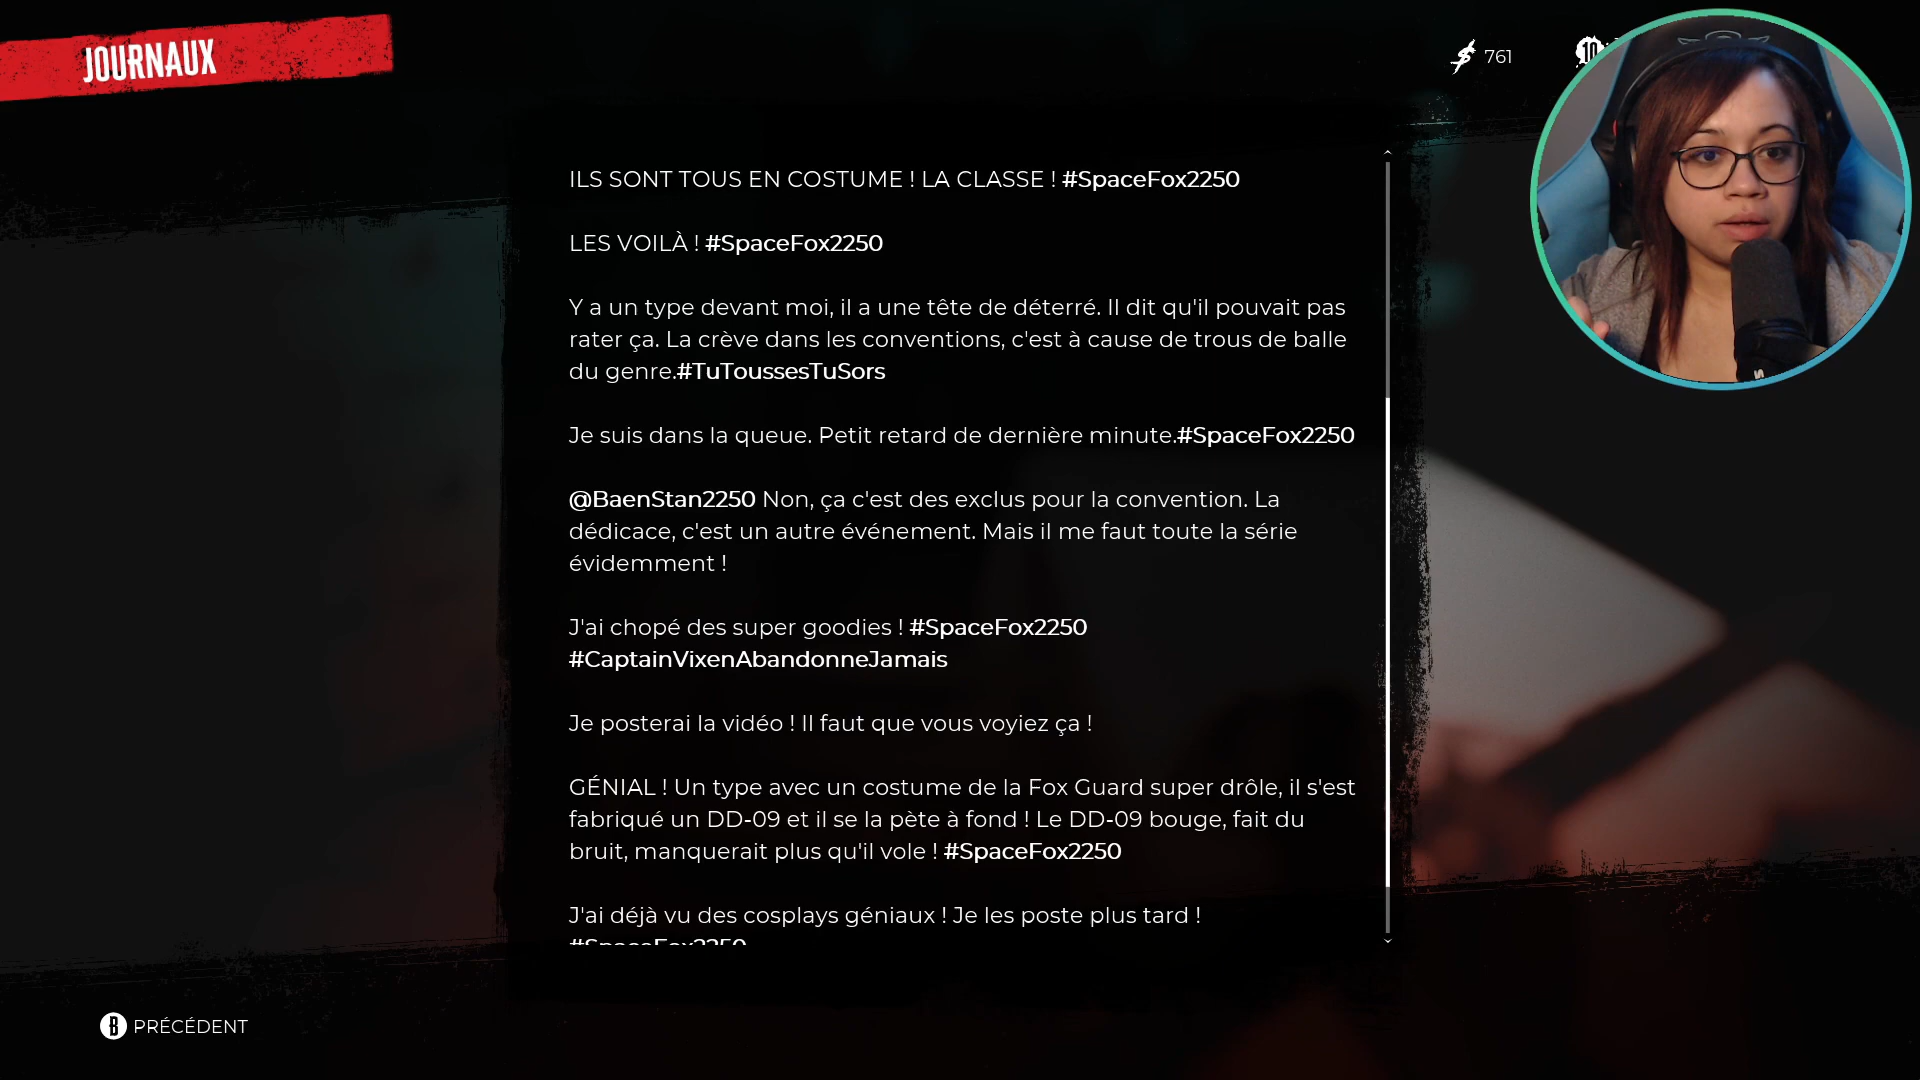 JOURNAUX
761
10
ILS SONT TOUS EN COSTUME ! LA CLASSE ! #SpaceFox2250
LES VOILÀ ! #SpaceFox2250
Y a un type devant moi, il a une tête de déterré. Il dit qu'il pouvait pas
rater ça. La crève dans les conventions, c'est à cause de trous de balle
du genre.#TuToussesTuSors
Je suis dans la queue. Petit retard de dernière minute.#SpaceFox2250
@BaenStan2250 Non, ça c'est des exclus pour la convention. La
dédicace, c'est un autre événement. Mais il me faut toute la série
évidemment !
J'ai chopé des super goodies ! #SpaceFox2250
#CaptainVixenAbandonneJamais
Je posterai la vidéo ! Il faut que vous voyiez ça !
GÉNIAL ! Un type avec un costume de la Fox Guard super drôle, il s'est
fabriqué un DD-09 et il se la pète à fond ! Le DD-09 bouge, fait du
bruit, manquerait plus qu'il vole ! #SpaceFox2250
J'ai déjà vu des cosplays géniaux ! Je les poste plus tard !
#SpaceFox2250
B PRÉCÉDENT